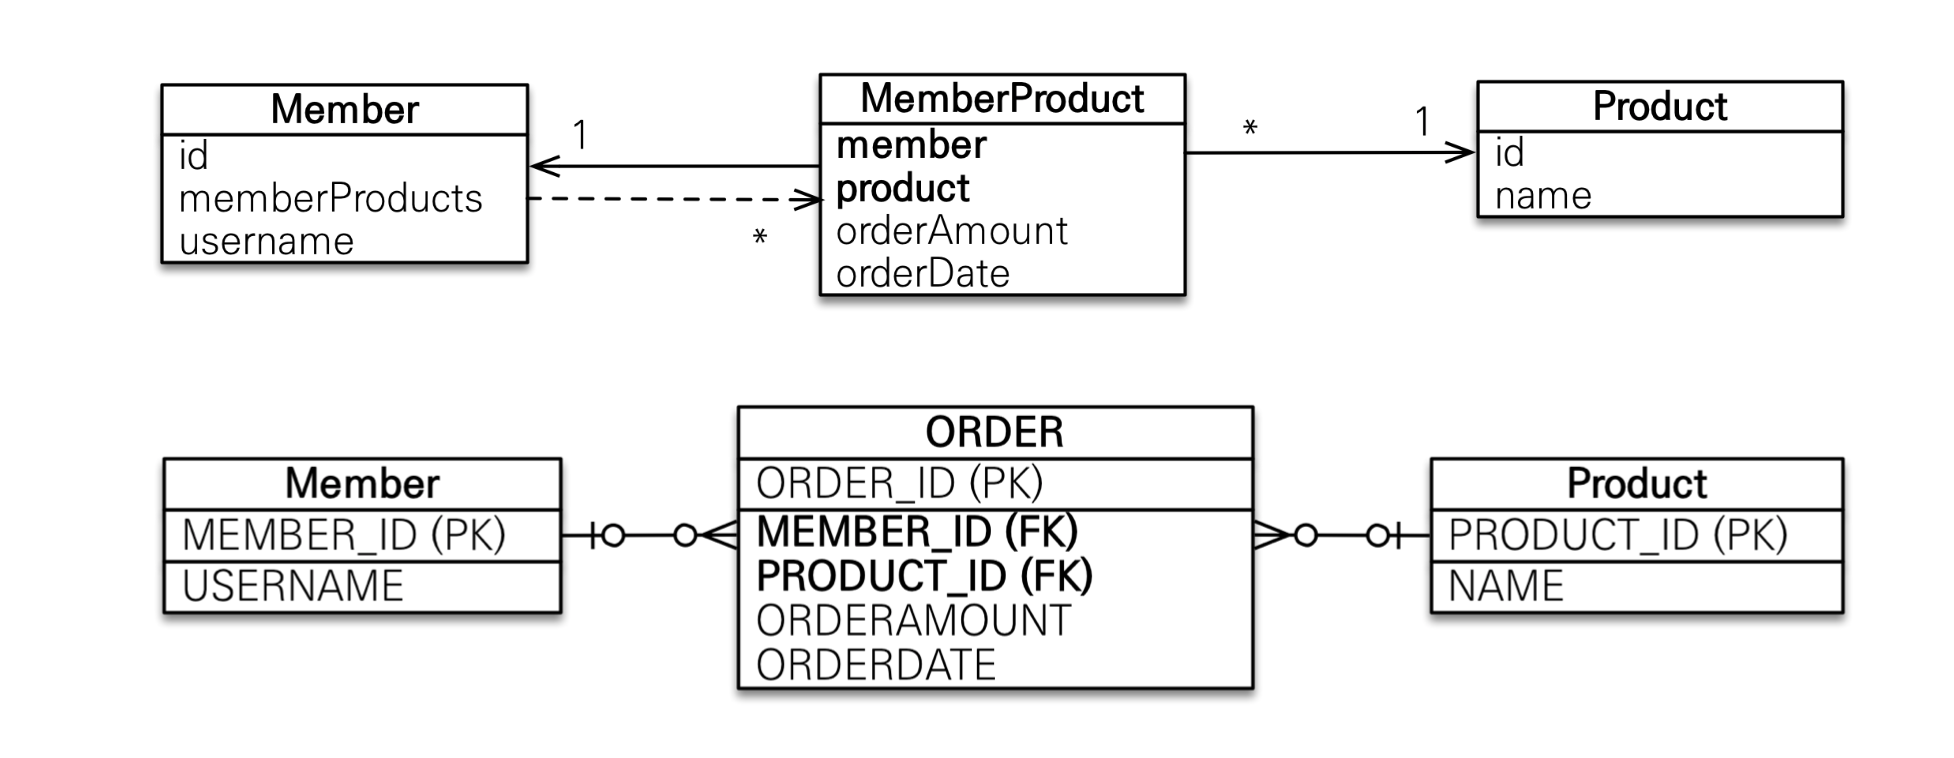 Member
id
memberProducts
username
1
*
MemberProduct
member
product
orderAmount
orderDate
*
1
Product
id
name
Member
MEMBER_ID (PK)
USERNAME
ORDER
ORDER_ID (PK)
MEMBER_ID (FK)
PRODUCT_ID (FK)
ORDERAMOUNT
ORDERDATE
Product
PRODUCT_ID (PK)
NAME